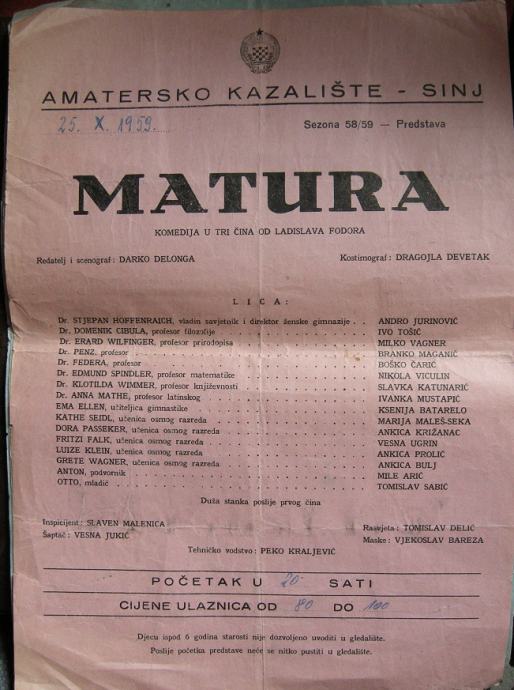 AMATERSKO KAZALIŠTE - SINJ
25. X. 1959.
Sezona 58/59 — Predstava
MATURA
KOMEDIJA U TRI ČINA OD LADISLAVA FODORA
Redatelj i scenograf: DARKO DELONGA
Kostimograf: DRAGOJLA DEVETAK
LICA:
Dr. STJEPAN HOFFENRAICH, vladin savjetnik i direktor ženske gimnazije . . ANDRO JURINOVIĆ
Dr. DOMENIK CIBULA, profesor filozofije IVO TOŠIĆ
Dr. ERARD WILFINGER, profesor prirodopisa MILKO VAGNER
Dr. PENZ, profesor BRANKO MAGANIĆ
Dr. FEDERA, profesor BOŠKO ČARIĆ
Dr. EDMUND SPINDLER, profesor matematike NIKOLA VICULIN
Dr. KLOTILDA WIMMER, profesor književnosti SLAVKA KATUNARIĆ
Dr. ANNA MATHE, profesor latinskog IVANKA MUSTAPIĆ
EMA ELLEN, učiteljica gimnastike KSENIJA BATARELO
KATHE SEIDL, učenica osmog razreda MARIJA MALEŠ-SEKA
DORA PASSEKER, učenica osmog razreda ANKICA KRIŽANAC
FRITZI FALK, učenica osmog razreda VESNA UGRIN
LUIZE KLEIN, učenica osmog razreda ANKICA PROLIĆ
GRETE WAGNER, učenica osmog razreda ANKICA BULJ
ANTON, podvornik MILE ARIĆ
OTTO, mladić TOMISLAV SABIĆ
Duža stanka poslije prvog čina
Inspicijent: SLAVEN MALENICA
Rasvjeta: TOMISLAV DELIĆ
Šaptač: VESNA JUKIĆ
Maske: VJEKOSLAV BAREZA
Tehničko vodstvo: PEKO KRALJEVIĆ
POČETAK U 20 SATI
CIJENE ULAZNICA OD 80 DO 100
Djecu ispod 6 godina starosti nije dozvoljeno uvoditi u gledalište.
Poslije početka predstave neće se nitko pustiti u gledalište.